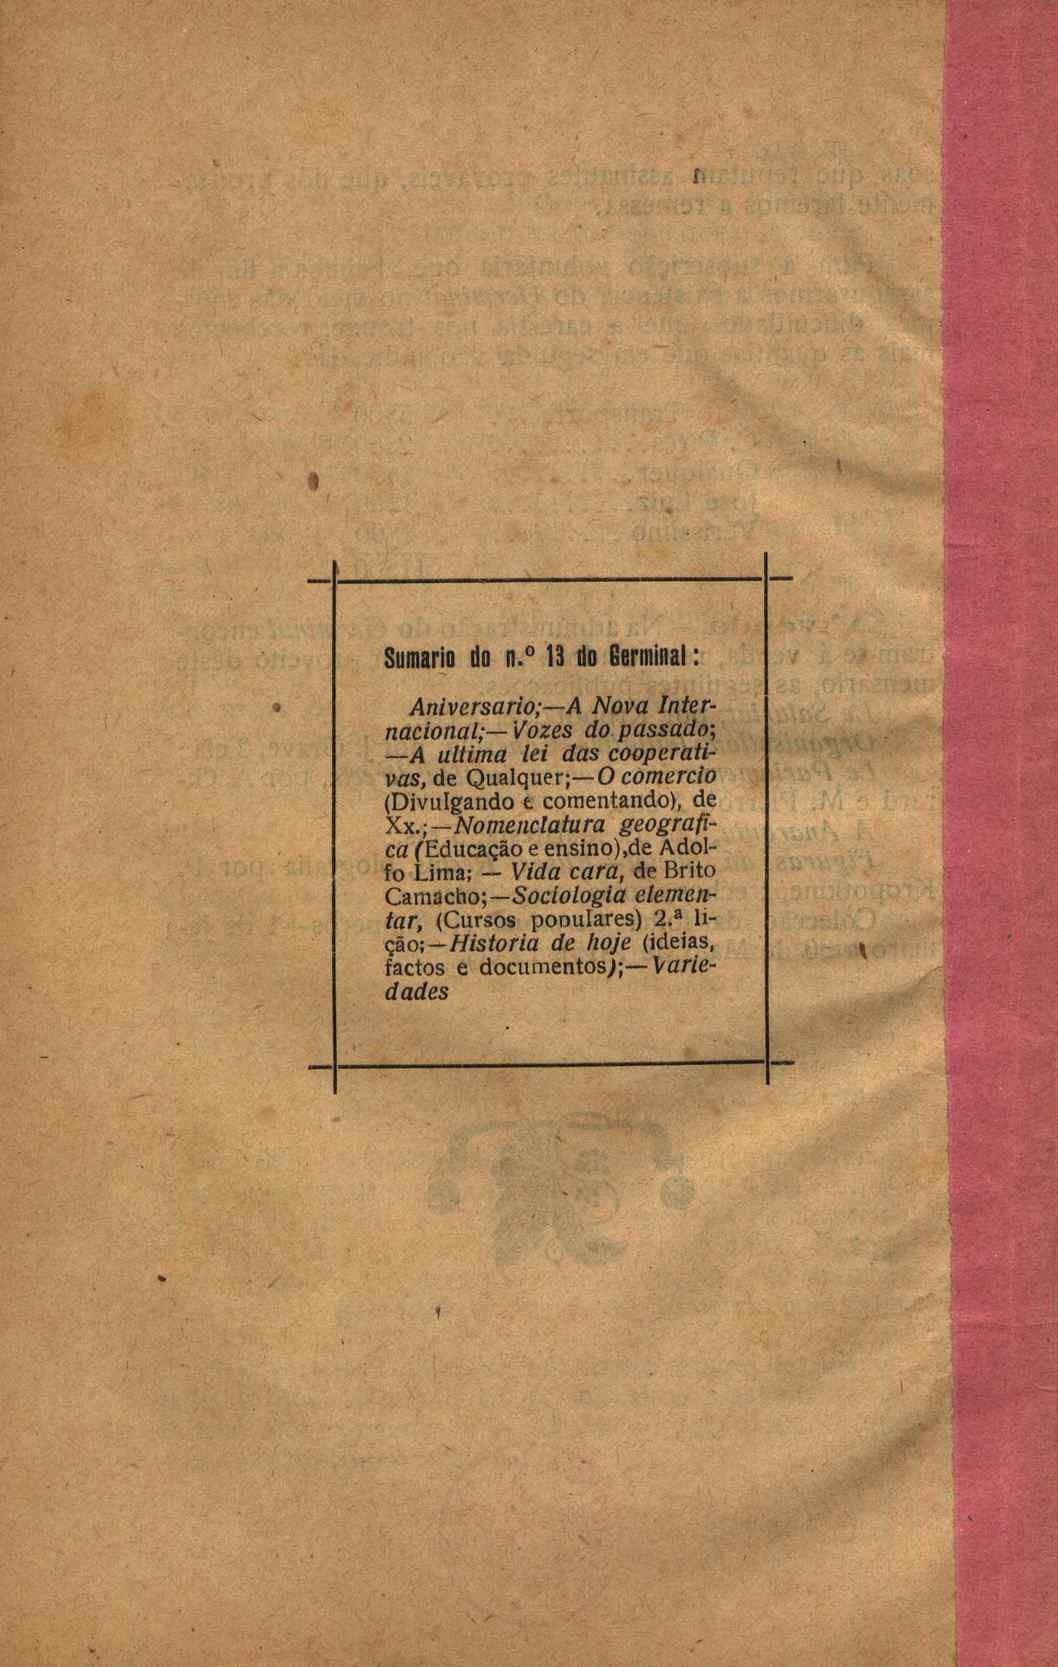 Sumario do n.º 13 do Germinal:
Aniversario;—A Nova Inter-
nacional;—Vozes do passado;
—A ultima lei das cooperati-
vas, de Qualquer;—O comercio
(Divulgando e comentando), de
Xx.;—Nomenclatura geografi-
ca (Educação e ensino),de Adol-
fo Lima; — Vida cara, de Brito
Camacho;—Sociologia elemen-
tar, (Cursos populares) 2.ª li-
ção;—Historia de hoje (ideias,
factos e documentos);—Varie-
dades